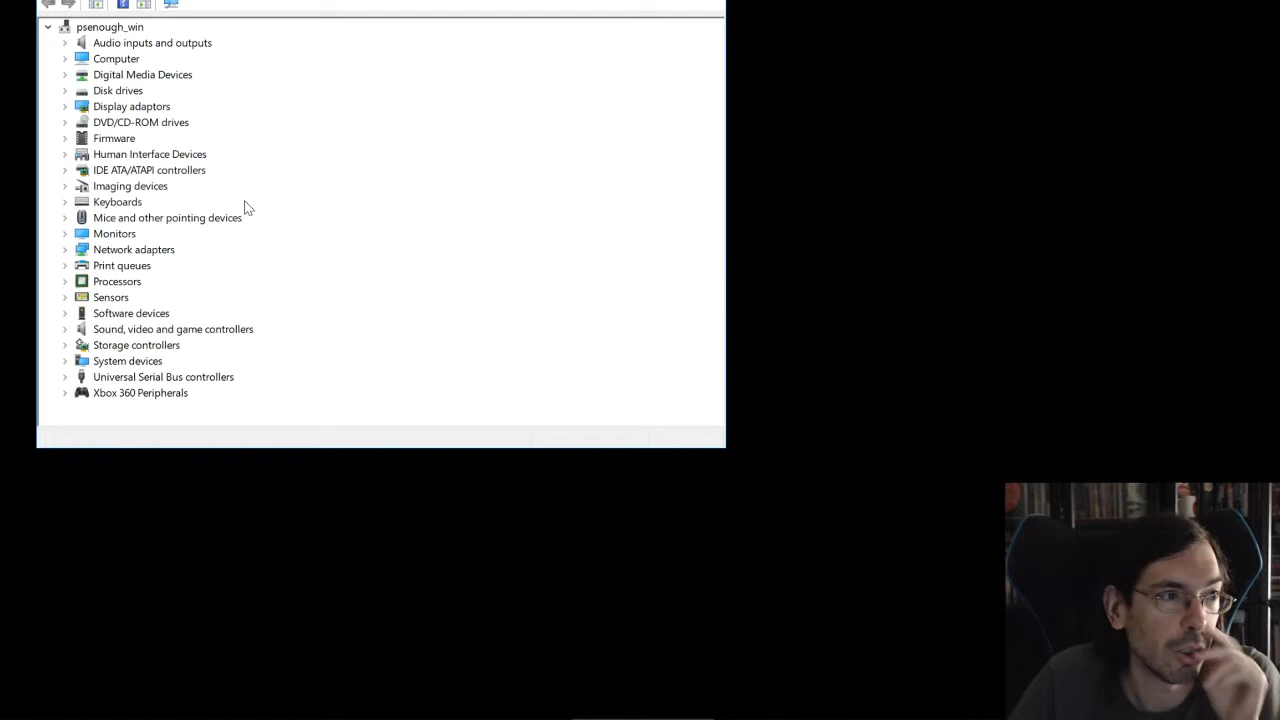 psenough_win
Audio inputs and outputs
Computer
Digital Media Devices
Disk drives
Display adaptors
DVD/CD-ROM drives
Firmware
Human Interface Devices
IDE ATA/ATAPI controllers
Imaging devices
Keyboards
Mice and other pointing devices
Monitors
Network adapters
Print queues
Processors
Sensors
Software devices
Sound, video and game controllers
Storage controllers
System devices
Universal Serial Bus controllers
Xbox 360 Peripherals